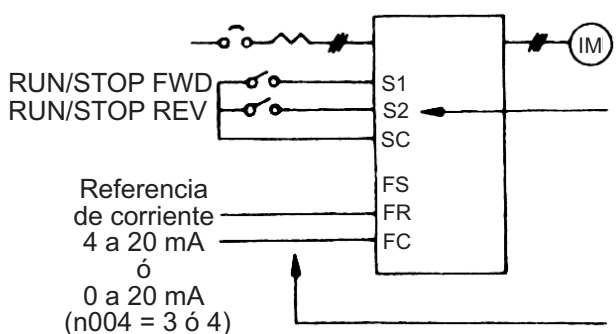 IM
RUN/STOP FWD
S1
RUN/STOP REV
S2
SC
FS
Referencia
de corriente
FR
4 a 20 mA
FC
ó
0 a 20 mA
(n004 = 3 ó 4)